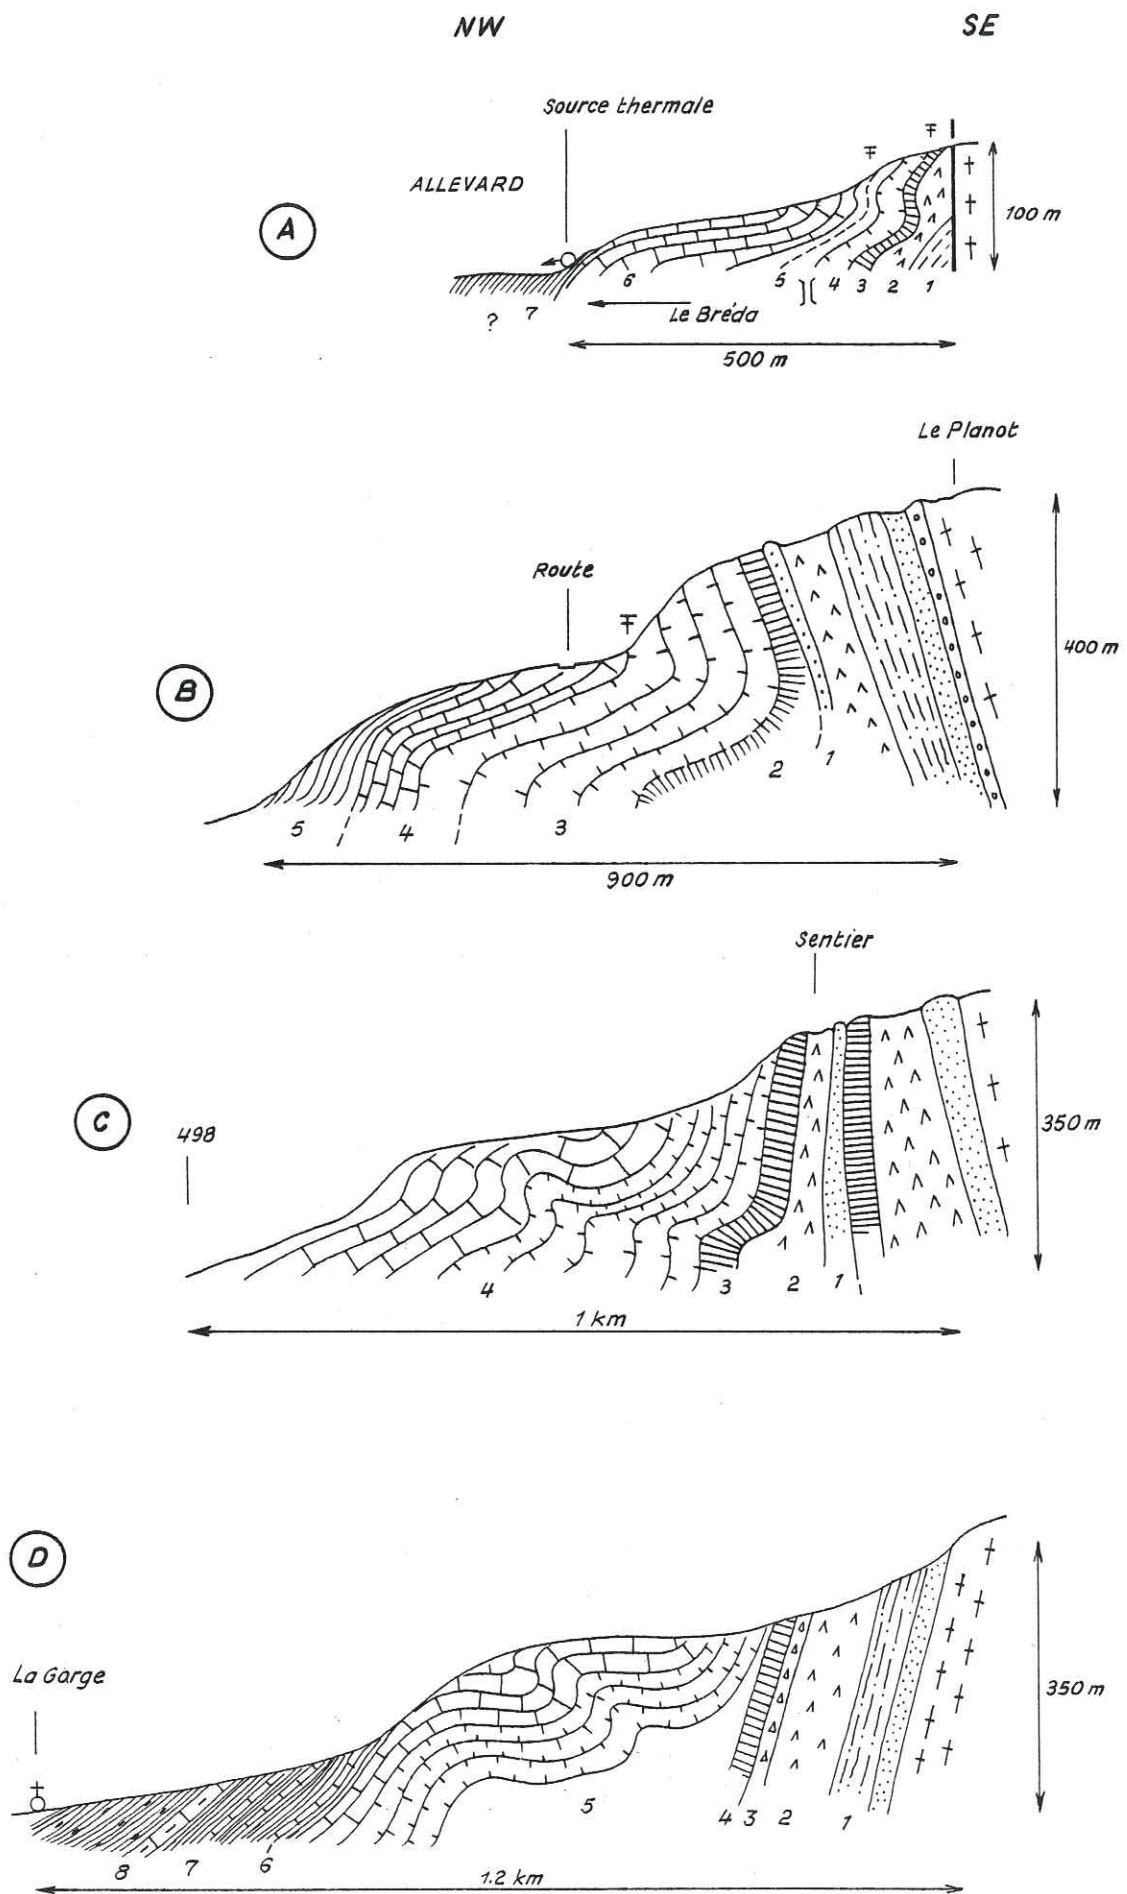 NW SE
Source thermale
ALLEVARD
A
100 m
6 5 4 3 2 1
? 7
Le Bréda
500 m
Le Planot
Route
B
400 m
5 4 3 2 1
900 m
Sentier
C
498
350 m
4 3 2 1
1 km
D
La Garge
350 m
8 7 6 5 4 3 2 1
1.2 km